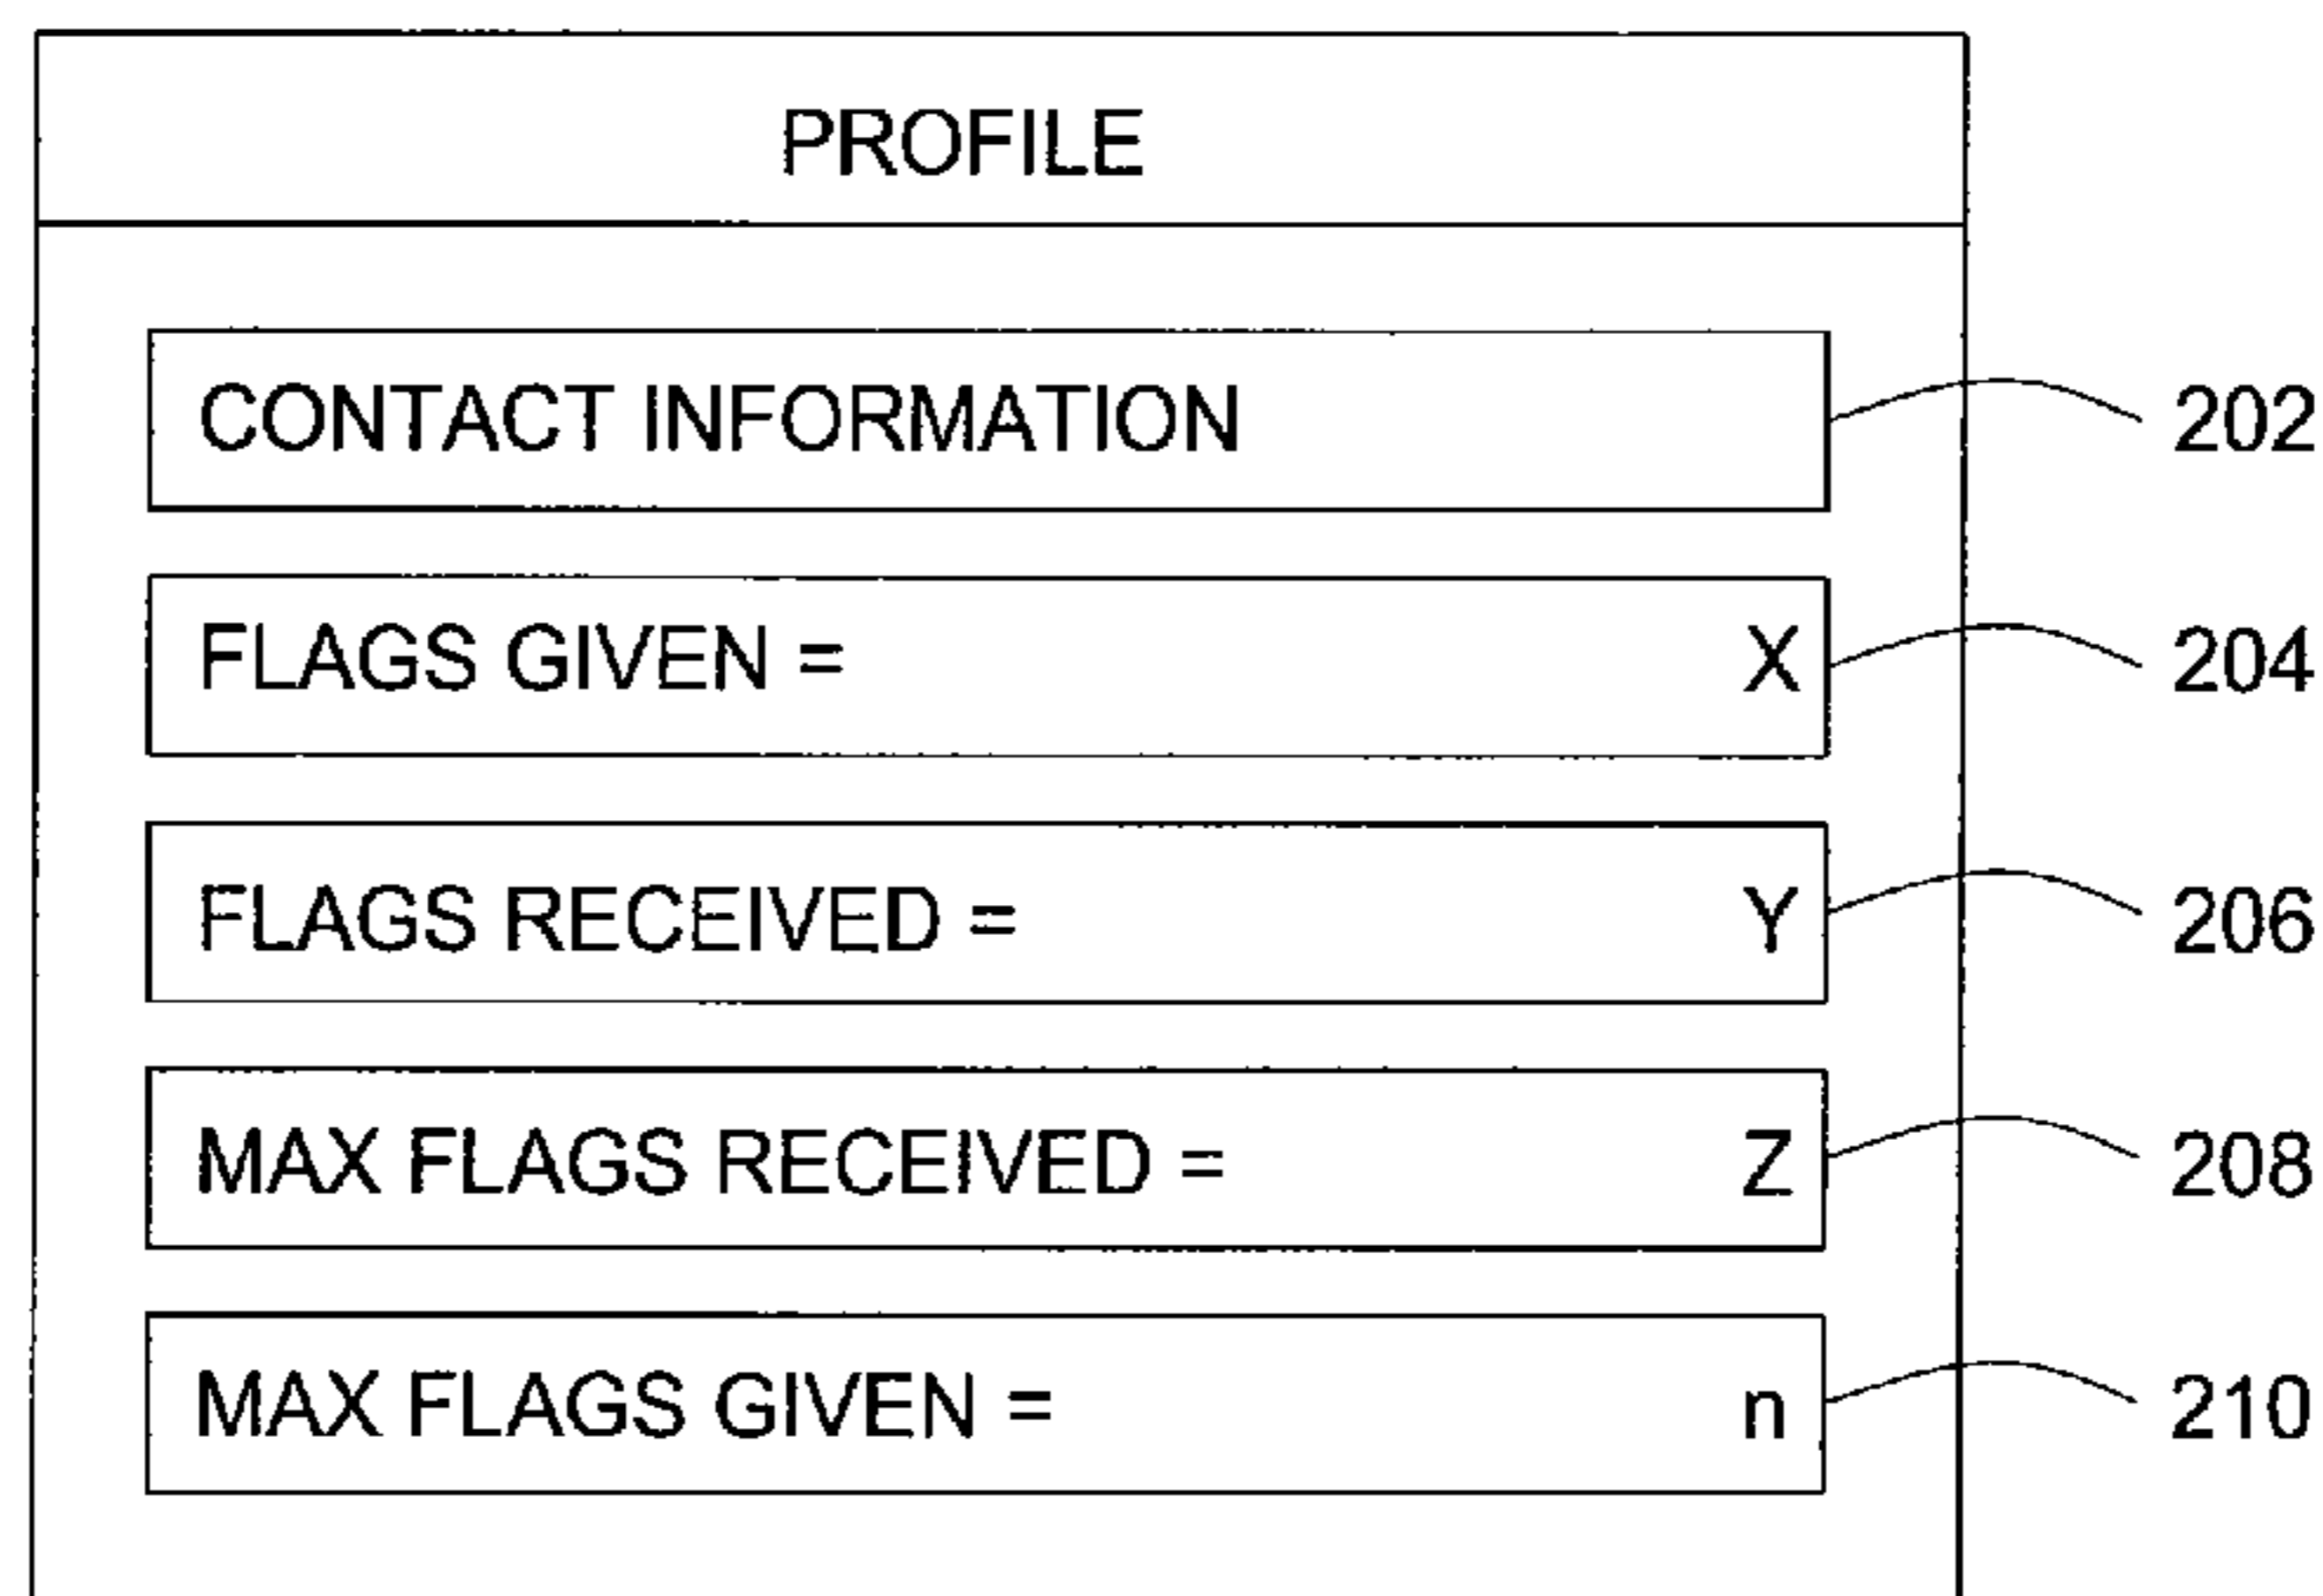 PROFILE
CONTACT INFORMATION 202
FLAGS GIVEN = X 204
FLAGS RECEIVED = Y 206
MAX FLAGS RECEIVED = Z 208
MAX FLAGS GIVEN = n 210